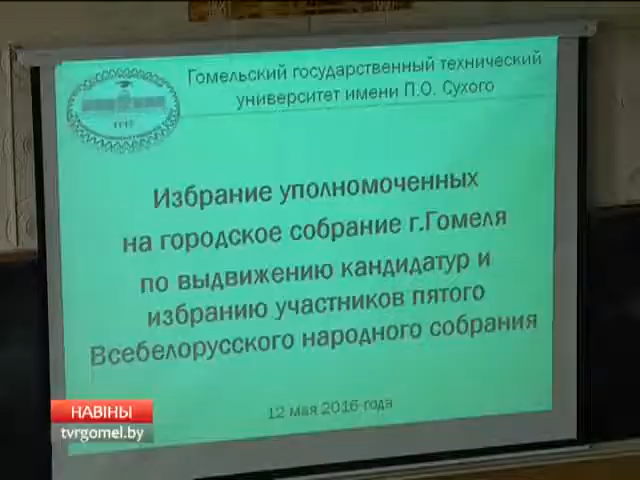 Гомельский государственный технический
университет имени П.О. Сухого
Избрание уполномоченных
на городское собрание г.Гомеля
по выдвижению кандидатур и
избранию участников пятого
Всебелорусского народного собрания
12 мая 2016 года
НАВІНЫ
tvrgomel.by